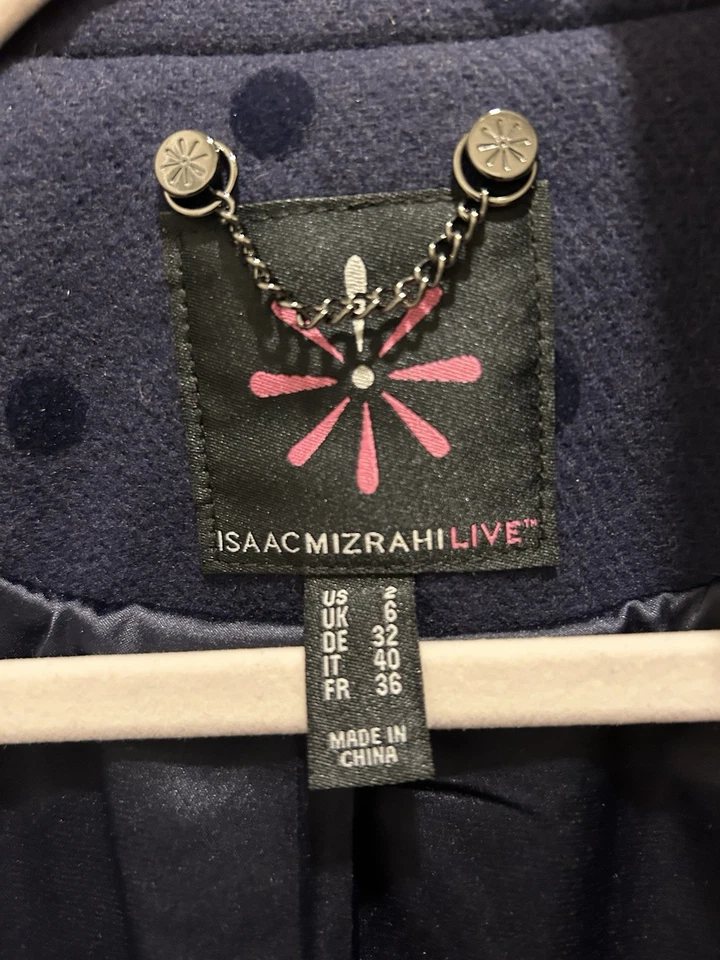 ISAACMIZRAHILIVE™
US 2
UK 6
DE 32
IT 40
FR 36
MADE IN
CHINA